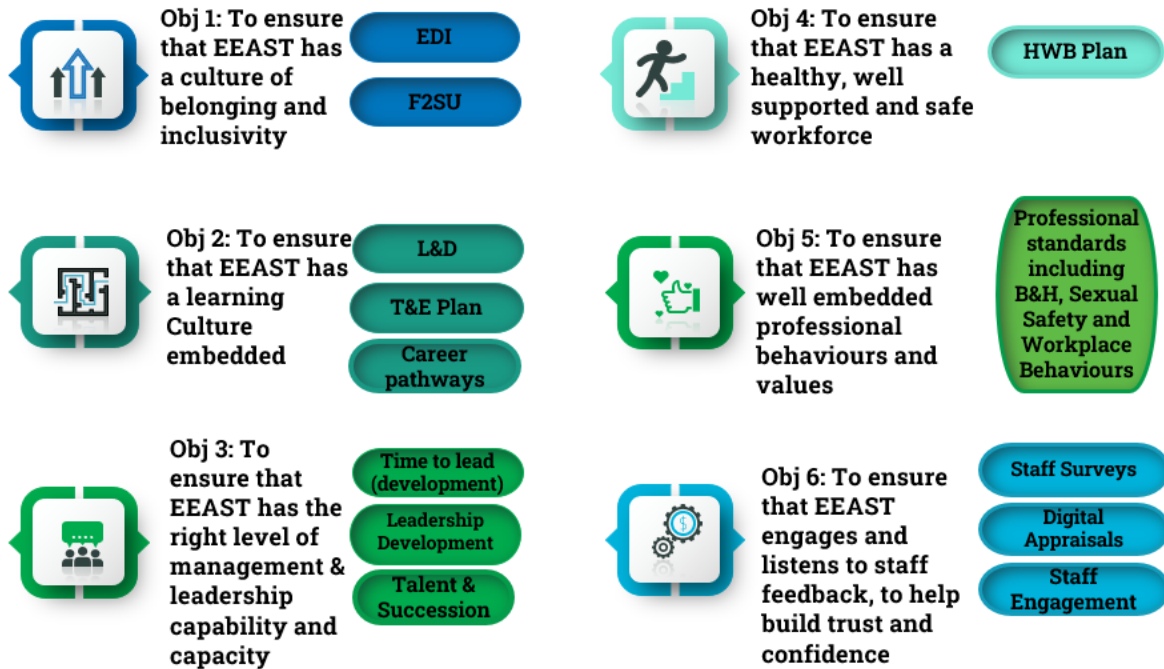 Obj 1: To ensure
that EEAST has
a culture of
belonging and
inclusivity
EDI
F2SU
Obj 2: To ensure
that EEAST has
a learning
Culture
embedded
L&D
T&E Plan
Career
pathways
Obj 3: To
ensure that
EEAST has the
right level of
management &
leadership
capability and
capacity
Time to lead
(development)
Leadership
Development
Talent &
Succession
Obj 4: To ensure
that EEAST has a
healthy, well
supported and safe
workforce
HWB Plan
Obj 5: To ensure
that EEAST has
well embedded
professional
behaviours and
values
Professional
standards
including
B&H, Sexual
Safety and
Workplace
Behaviours
Obj 6: To ensure
that EEAST
engages and
listens to staff
feedback, to help
build trust and
confidence
$
Staff Surveys
Digital
Appraisals
Staff
Engagement